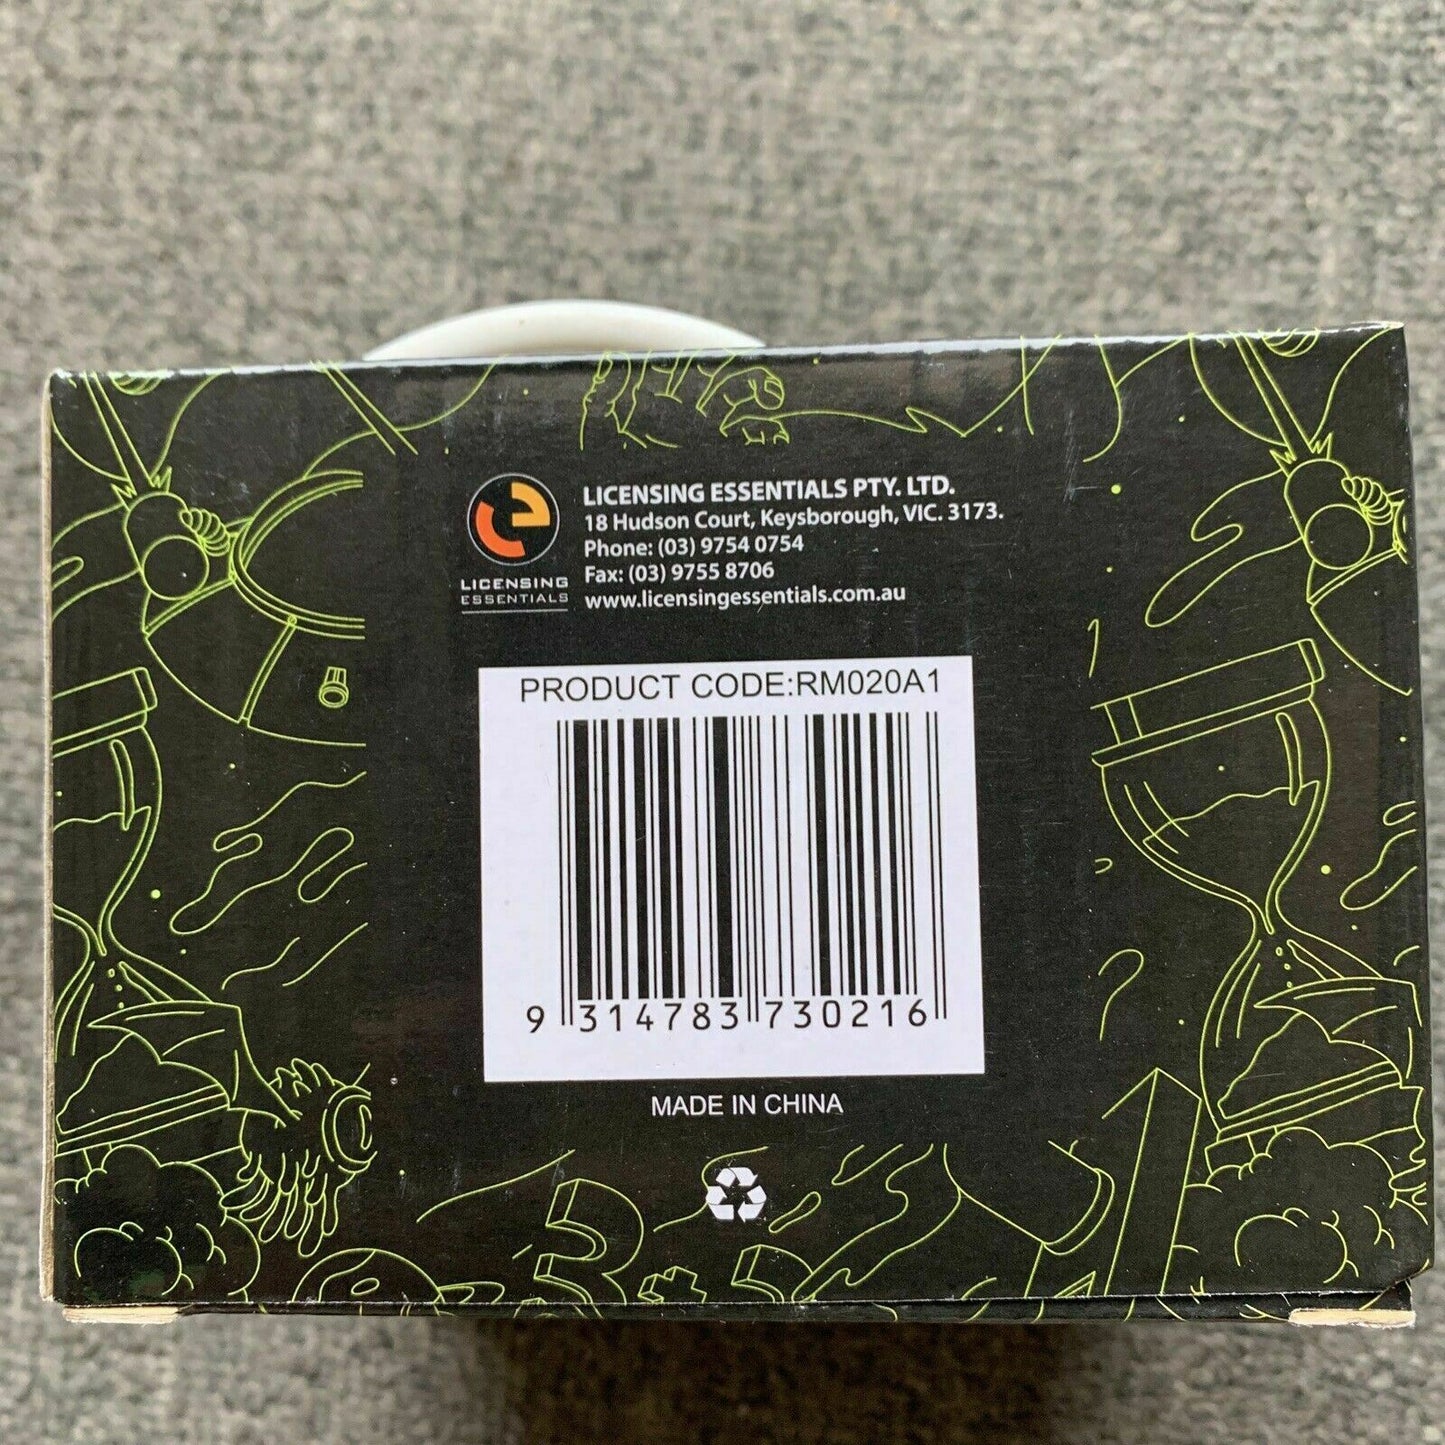 LICENSING ESSENTIALS PTY. LTD.
18 Hudson Court, Keysborough, VIC. 3173.
Phone: (03) 9754 0754
Fax: (03) 9755 8706
www.licensingessentials.com.au
LICENSING
ESSENTIALS
PRODUCT CODE:RM020A1
9 314783 730216
MADE IN CHINA